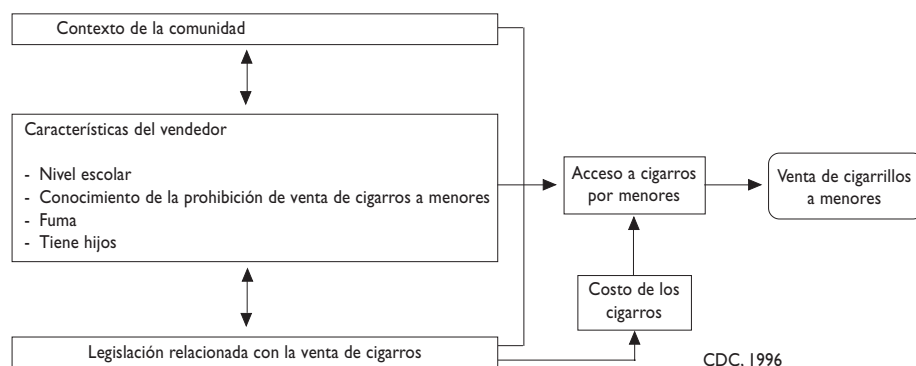 Contexto de la comunidad
Características del vendedor
- Nivel escolar
- Conocimiento de la prohibición de venta de cigarros a menores
- Fuma
- Tiene hijos
Acceso a cigarros
por menores
Venta de cigarrillos
a menores
Costo de los
cigarros
Legislación relacionada con la venta de cigarros
CDC, 1996